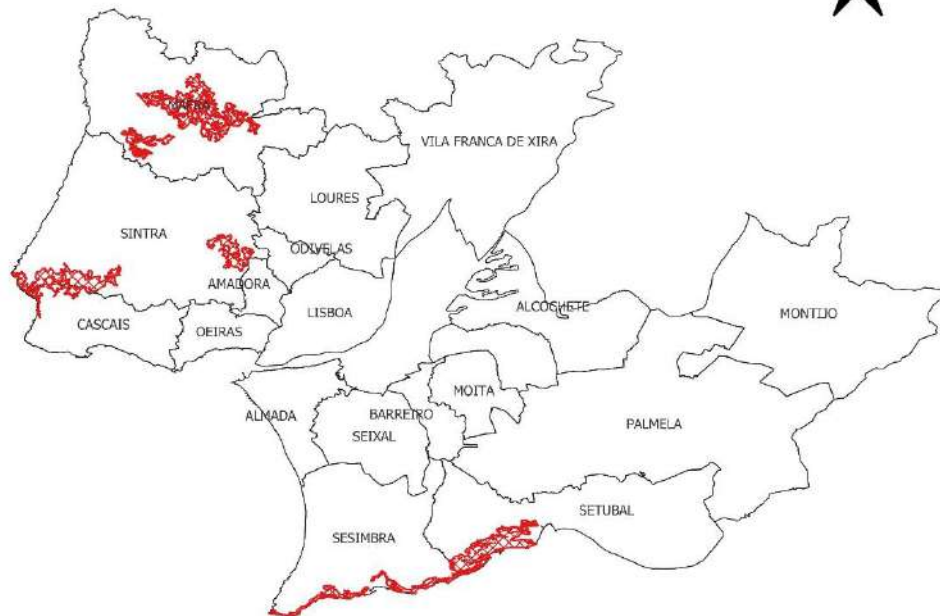 MAFRA
VILA FRANCA DE XIRA
LOURES
SINTRA
ODIVELAS
AMADORA
LISBOA
ALCOCHETE
MONTIJO
CASCAIS
OEIRAS
MOITA
ALMADA
BARREIRO
PALMELA
SEIXAL
SETUBAL
SESIMBRA